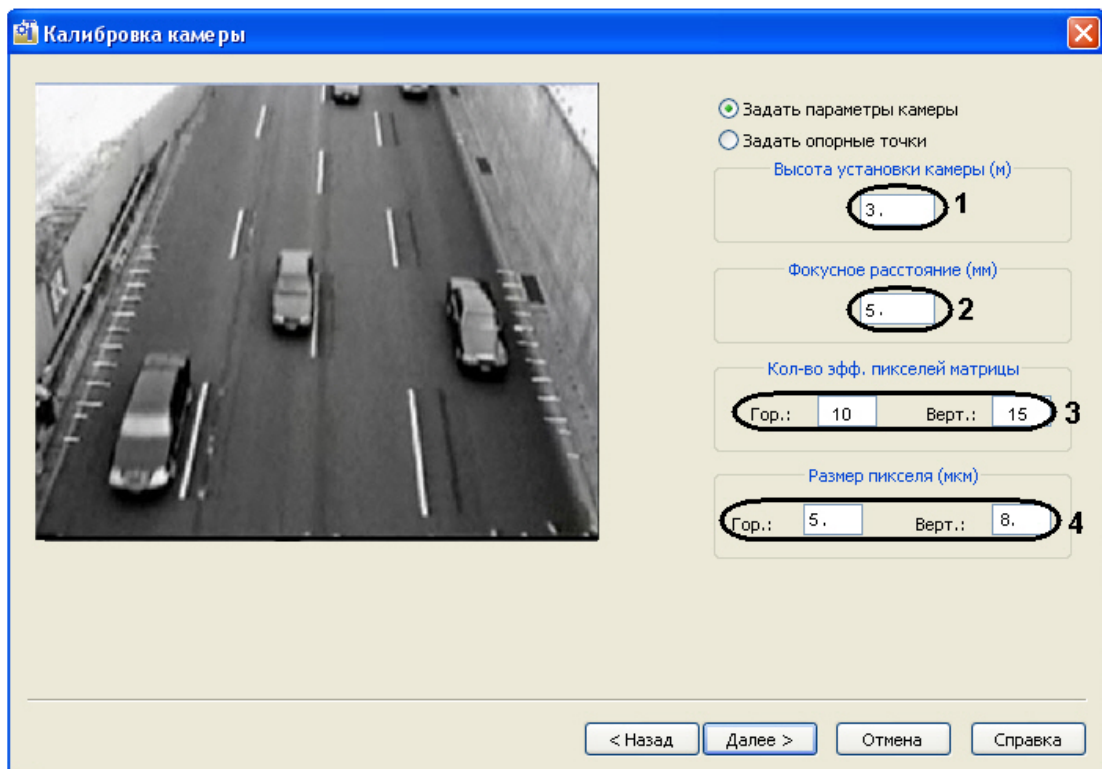 Калибровка камеры
Задать параметры камеры
Задать опорные точки
Высота установки камеры (м)
3. 1
Фокусное расстояние (мм)
5. 2
Кол-во эфф. пикселей матрицы
Гор.: 10 Верт.: 15 3
Размер пикселя (мкм)
Гор.: 5. Верт.: 8. 4
< Назад Далее > Отмена Справка